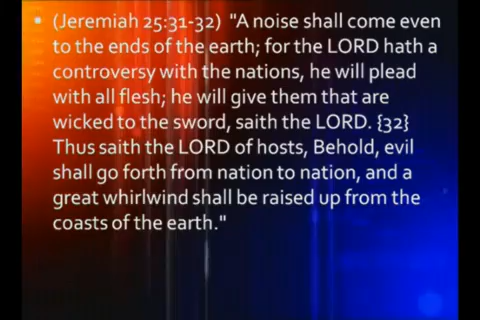 (Jeremiah 25:31-32) "A noise shall come even
to the ends of the earth; for the LORD hath a
controversy with the nations, he will plead
with all flesh; he will give them that are
wicked to the sword, saith the LORD. {32}
Thus saith the LORD of hosts, Behold, evil
shall go forth from nation to nation, and a
great whirlwind shall be raised up from the
coasts of the earth."